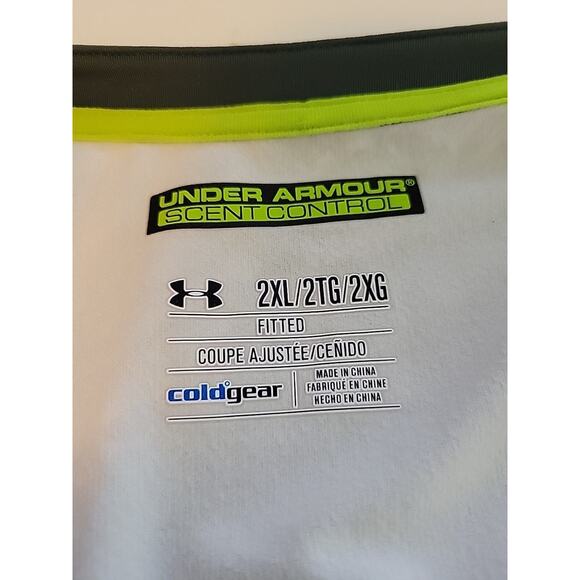 UNDER ARMOUR®
SCENT CONTROL
2XL/2TG/2XG
FITTED
COUPE AJUSTÉE/CEÑIDO
coldgear
MADE IN CHINA
FABRIQUÉ EN CHINE
HECHO EN CHINA